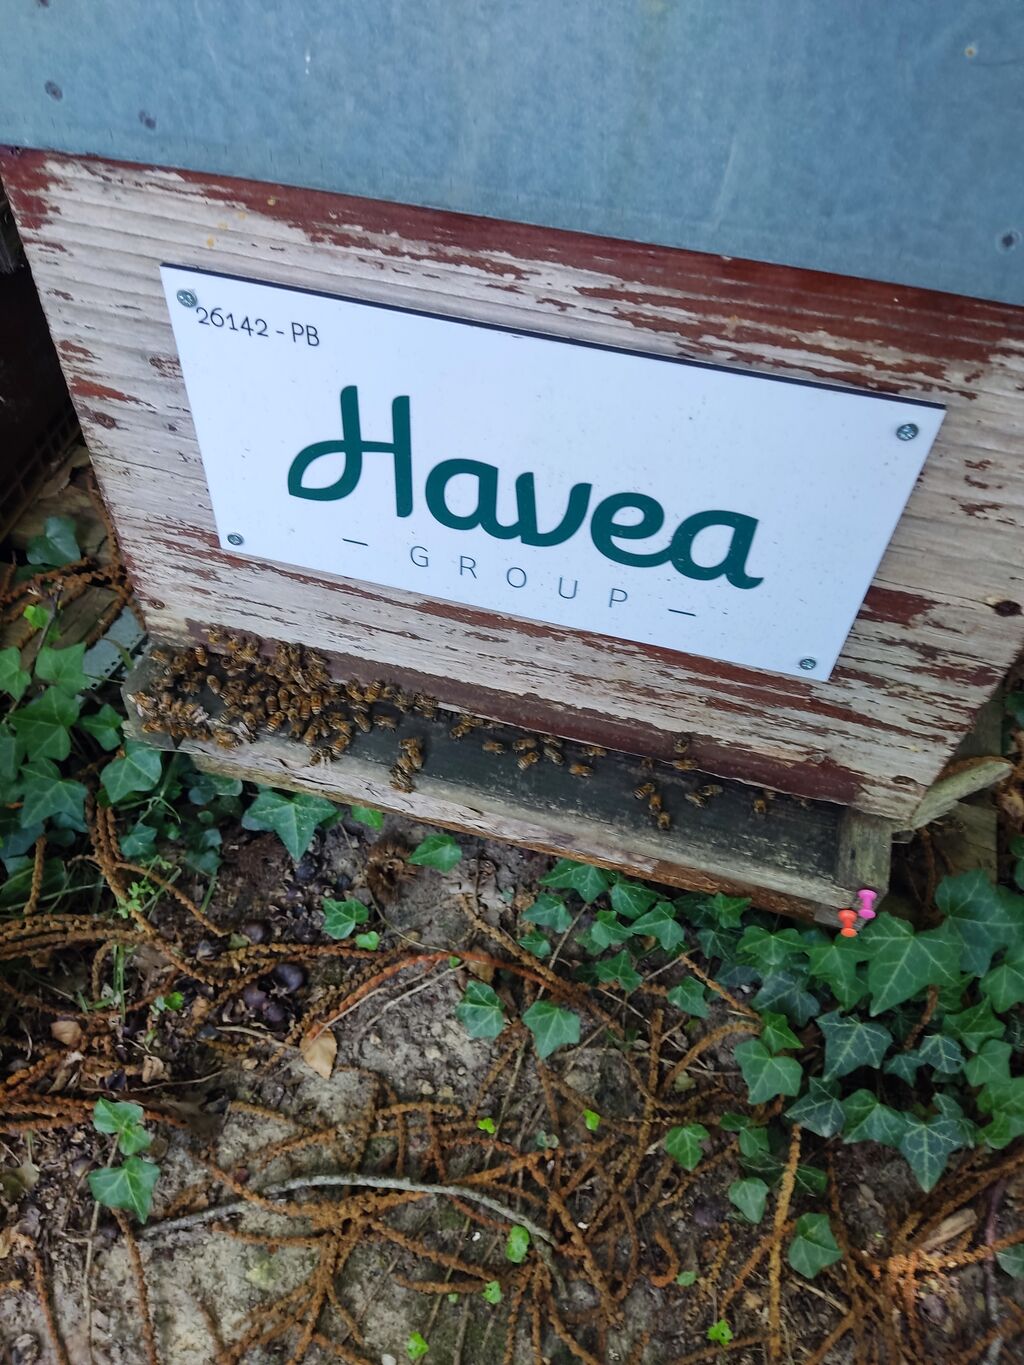 26142 - PB
Havea
- GROUP -